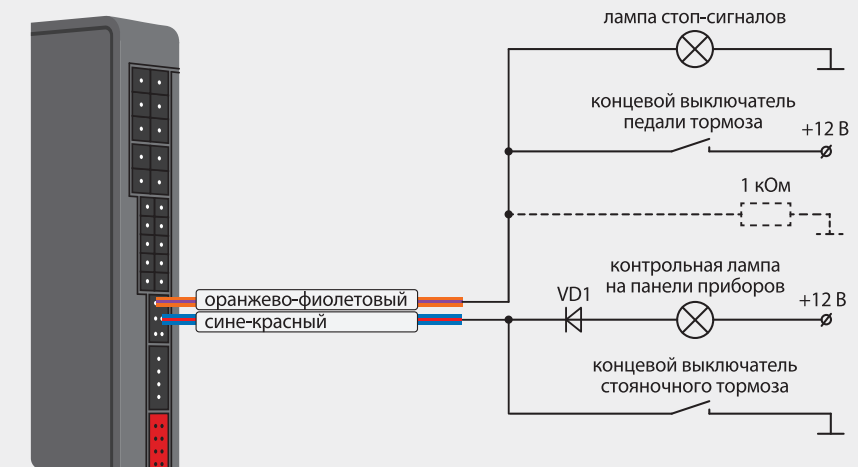 лампа стоп-сигналов
концевой выключатель
педали тормоза
+12 В
1 кОм
оранжево-фиолетовый
сине-красный
VD1
контрольная лампа
на панели приборов
+12 В
концевой выключатель
стояночного тормоза